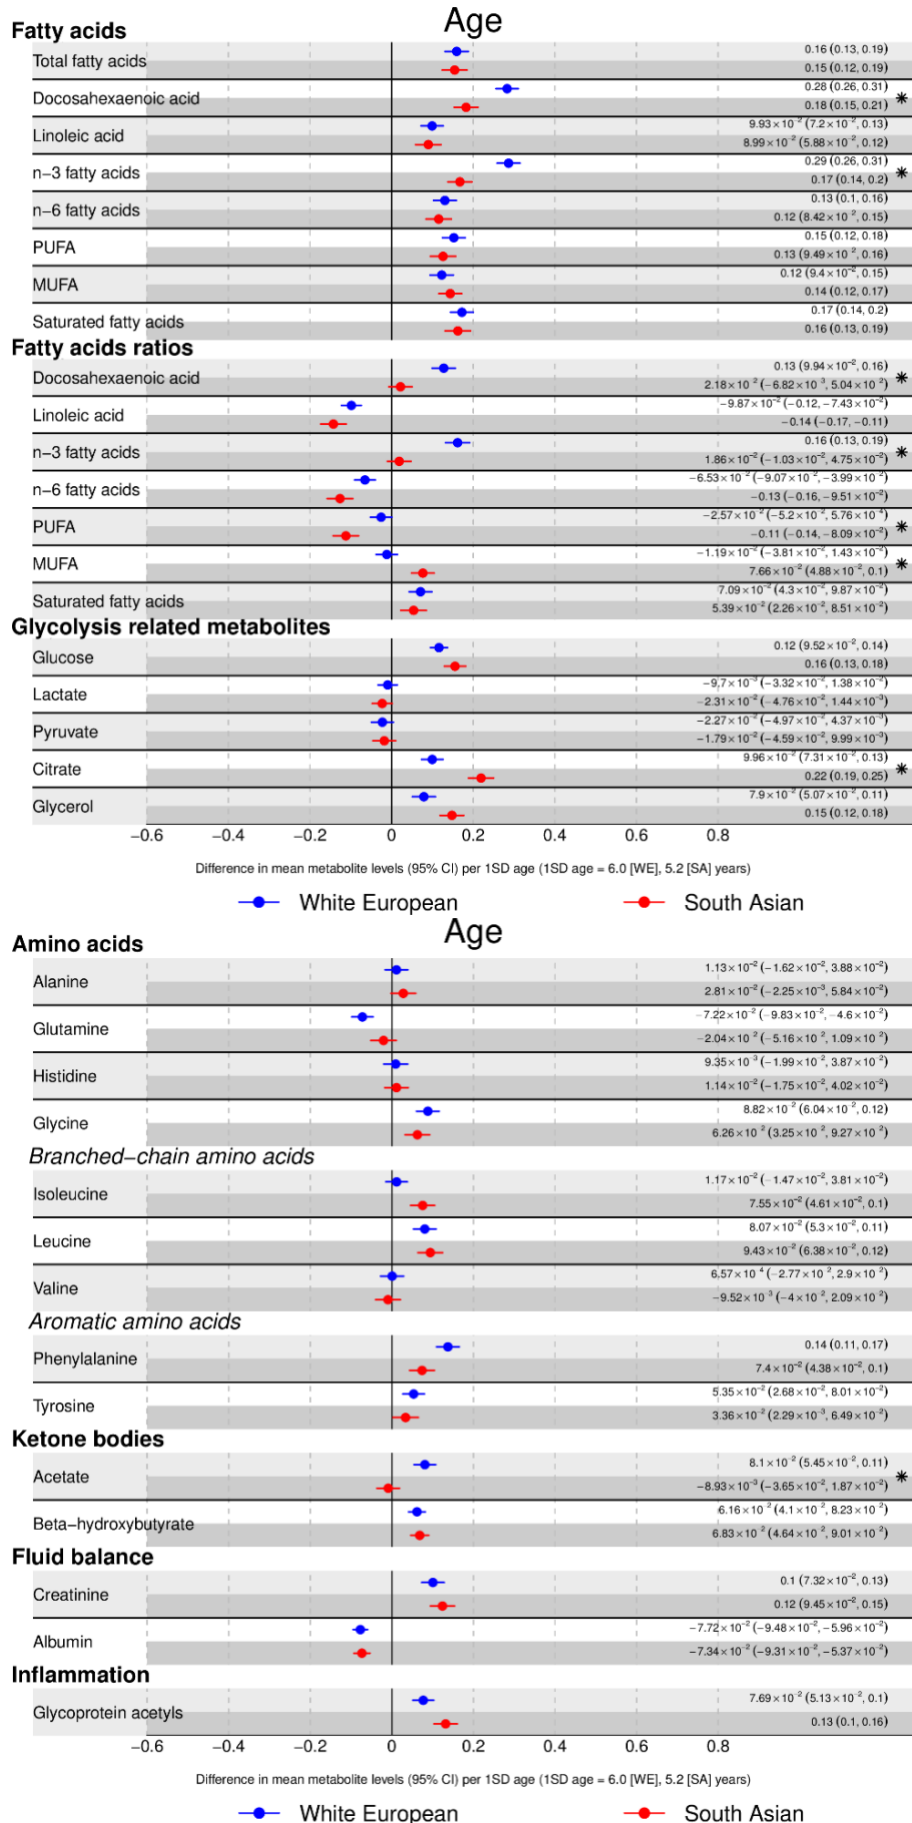 Age
Fatty acids
Total fatty acids
0.16 (0.13, 0.19)
0.15 (0.12, 0.19)
Docosahexaenoic acid
0.28 (0.26, 0.31)
0.18 (0.15, 0.21)
*
Linoleic acid
9.93×10⁻² (7.2×10⁻², 0.13)
8.99×10⁻² (5.88×10⁻², 0.12)
n−3 fatty acids
0.29 (0.26, 0.31)
0.17 (0.14, 0.2)
*
n−6 fatty acids
0.13 (0.1, 0.16)
0.12 (8.42×10⁻², 0.15)
PUFA
0.15 (0.12, 0.18)
0.13 (9.49×10⁻², 0.16)
MUFA
0.12 (9.4×10⁻², 0.15)
0.14 (0.12, 0.17)
Saturated fatty acids
0.17 (0.14, 0.2)
0.16 (0.13, 0.19)
Fatty acids ratios
Docosahexaenoic acid
0.13 (9.94×10⁻², 0.16)
2.18×10⁻² (−6.82×10⁻³, 5.04×10⁻²)
*
Linoleic acid
−9.87×10⁻² (−0.12, −7.43×10⁻²)
−0.14 (−0.17, −0.11)
n−3 fatty acids
0.16 (0.13, 0.19)
1.86×10⁻² (−1.03×10⁻², 4.75×10⁻²)
*
n−6 fatty acids
−6.53×10⁻² (−9.07×10⁻², −3.99×10⁻²)
−0.13 (−0.16, −9.51×10⁻²)
PUFA
−2.57×10⁻² (−5.2×10⁻², 5.76×10⁻⁴)
−0.11 (−0.14, −8.09×10⁻²)
*
MUFA
−1.19×10⁻² (−3.81×10⁻², 1.43×10⁻²)
7.66×10⁻² (4.88×10⁻², 0.1)
*
Saturated fatty acids
7.09×10⁻² (4.3×10⁻², 9.87×10⁻²)
5.39×10⁻² (2.26×10⁻², 8.51×10⁻²)
Glycolysis related metabolites
Glucose
0.12 (9.52×10⁻², 0.14)
0.16 (0.13, 0.18)
Lactate
−9.7×10⁻³ (−3.32×10⁻², 1.38×10⁻²)
−2.31×10⁻² (−4.76×10⁻², 1.44×10⁻³)
Pyruvate
−2.27×10⁻² (−4.97×10⁻², 4.37×10⁻³)
−1.79×10⁻² (−4.59×10⁻², 9.99×10⁻³)
Citrate
9.96×10⁻² (7.31×10⁻², 0.13)
0.22 (0.19, 0.25)
*
Glycerol
7.9×10⁻² (5.07×10⁻², 0.11)
0.15 (0.12, 0.18)
−0.6 −0.4 −0.2 0 0.2 0.4 0.6 0.8
Difference in mean metabolite levels (95% CI) per 1SD age (1SD age = 6.0 [WE], 5.2 [SA] years)
White European South Asian
Age
Amino acids
Alanine
1.13×10⁻² (−1.62×10⁻², 3.88×10⁻²)
2.81×10⁻² (−2.25×10⁻³, 5.84×10⁻²)
Glutamine
−7.22×10⁻² (−9.83×10⁻², −4.6×10⁻²)
−2.04×10⁻² (−5.16×10⁻², 1.09×10⁻²)
Histidine
9.35×10⁻³ (−1.99×10⁻², 3.87×10⁻²)
1.14×10⁻² (−1.75×10⁻², 4.02×10⁻²)
Glycine
8.82×10⁻² (6.04×10⁻², 0.12)
6.26×10⁻² (3.25×10⁻², 9.27×10⁻²)
Branched−chain amino acids
Isoleucine
1.17×10⁻² (−1.47×10⁻², 3.81×10⁻²)
7.55×10⁻² (4.61×10⁻², 0.1)
Leucine
8.07×10⁻² (5.3×10⁻², 0.11)
9.43×10⁻² (6.38×10⁻², 0.12)
Valine
6.57×10⁻⁴ (−2.77×10⁻², 2.9×10⁻²)
−9.52×10⁻³ (−4×10⁻², 2.09×10⁻²)
Aromatic amino acids
Phenylalanine
0.14 (0.11, 0.17)
7.4×10⁻² (4.38×10⁻², 0.1)
Tyrosine
5.35×10⁻² (2.68×10⁻², 8.01×10⁻²)
3.36×10⁻² (2.29×10⁻³, 6.49×10⁻²)
Ketone bodies
Acetate
8.1×10⁻² (5.45×10⁻², 0.11)
−8.93×10⁻³ (−3.65×10⁻², 1.87×10⁻²)
*
Beta−hydroxybutyrate
6.16×10⁻² (4.1×10⁻², 8.23×10⁻²)
6.83×10⁻² (4.64×10⁻², 9.01×10⁻²)
Fluid balance
Creatinine
0.1 (7.32×10⁻², 0.13)
0.12 (9.45×10⁻², 0.15)
Albumin
−7.72×10⁻² (−9.48×10⁻², −5.96×10⁻²)
−7.34×10⁻² (−9.31×10⁻², −5.37×10⁻²)
Inflammation
Glycoprotein acetyls
7.69×10⁻² (5.13×10⁻², 0.1)
0.13 (0.1, 0.16)
−0.6 −0.4 −0.2 0 0.2 0.4 0.6 0.8
Difference in mean metabolite levels (95% CI) per 1SD age (1SD age = 6.0 [WE], 5.2 [SA] years)
White European South Asian